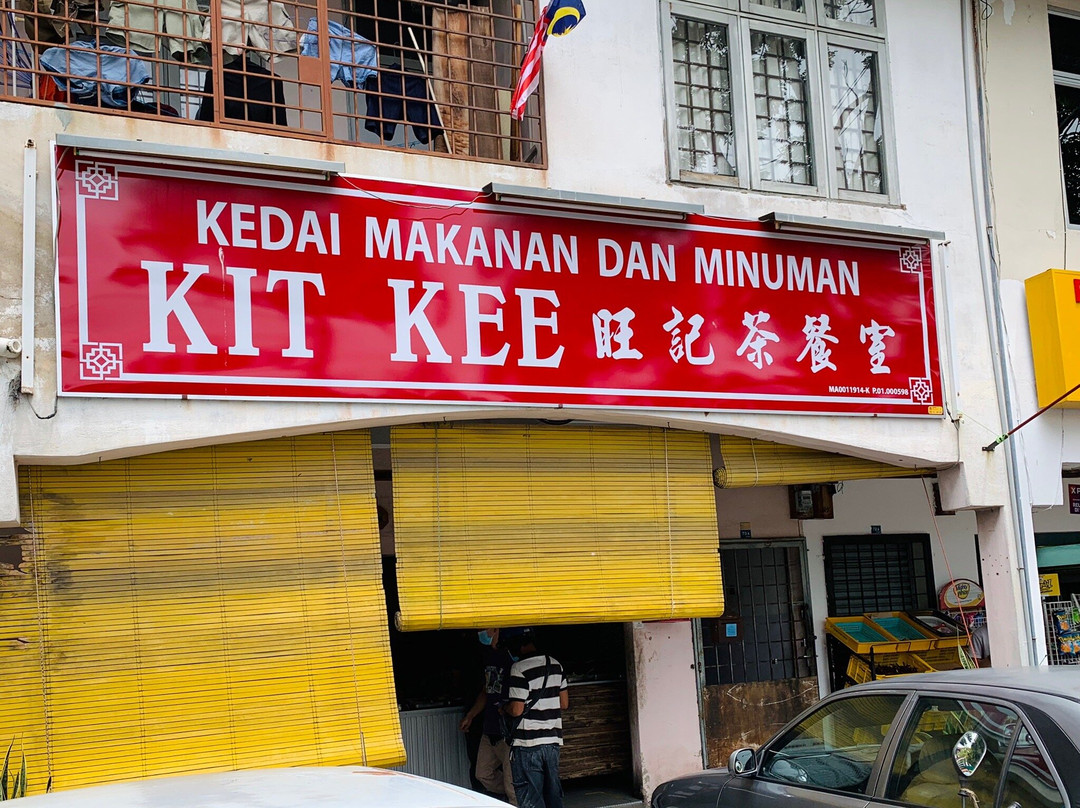 KEDAI MAKANAN DAN MINUMAN
KIT KEE 旺記茶餐室
MA0011914-K P.01.000598